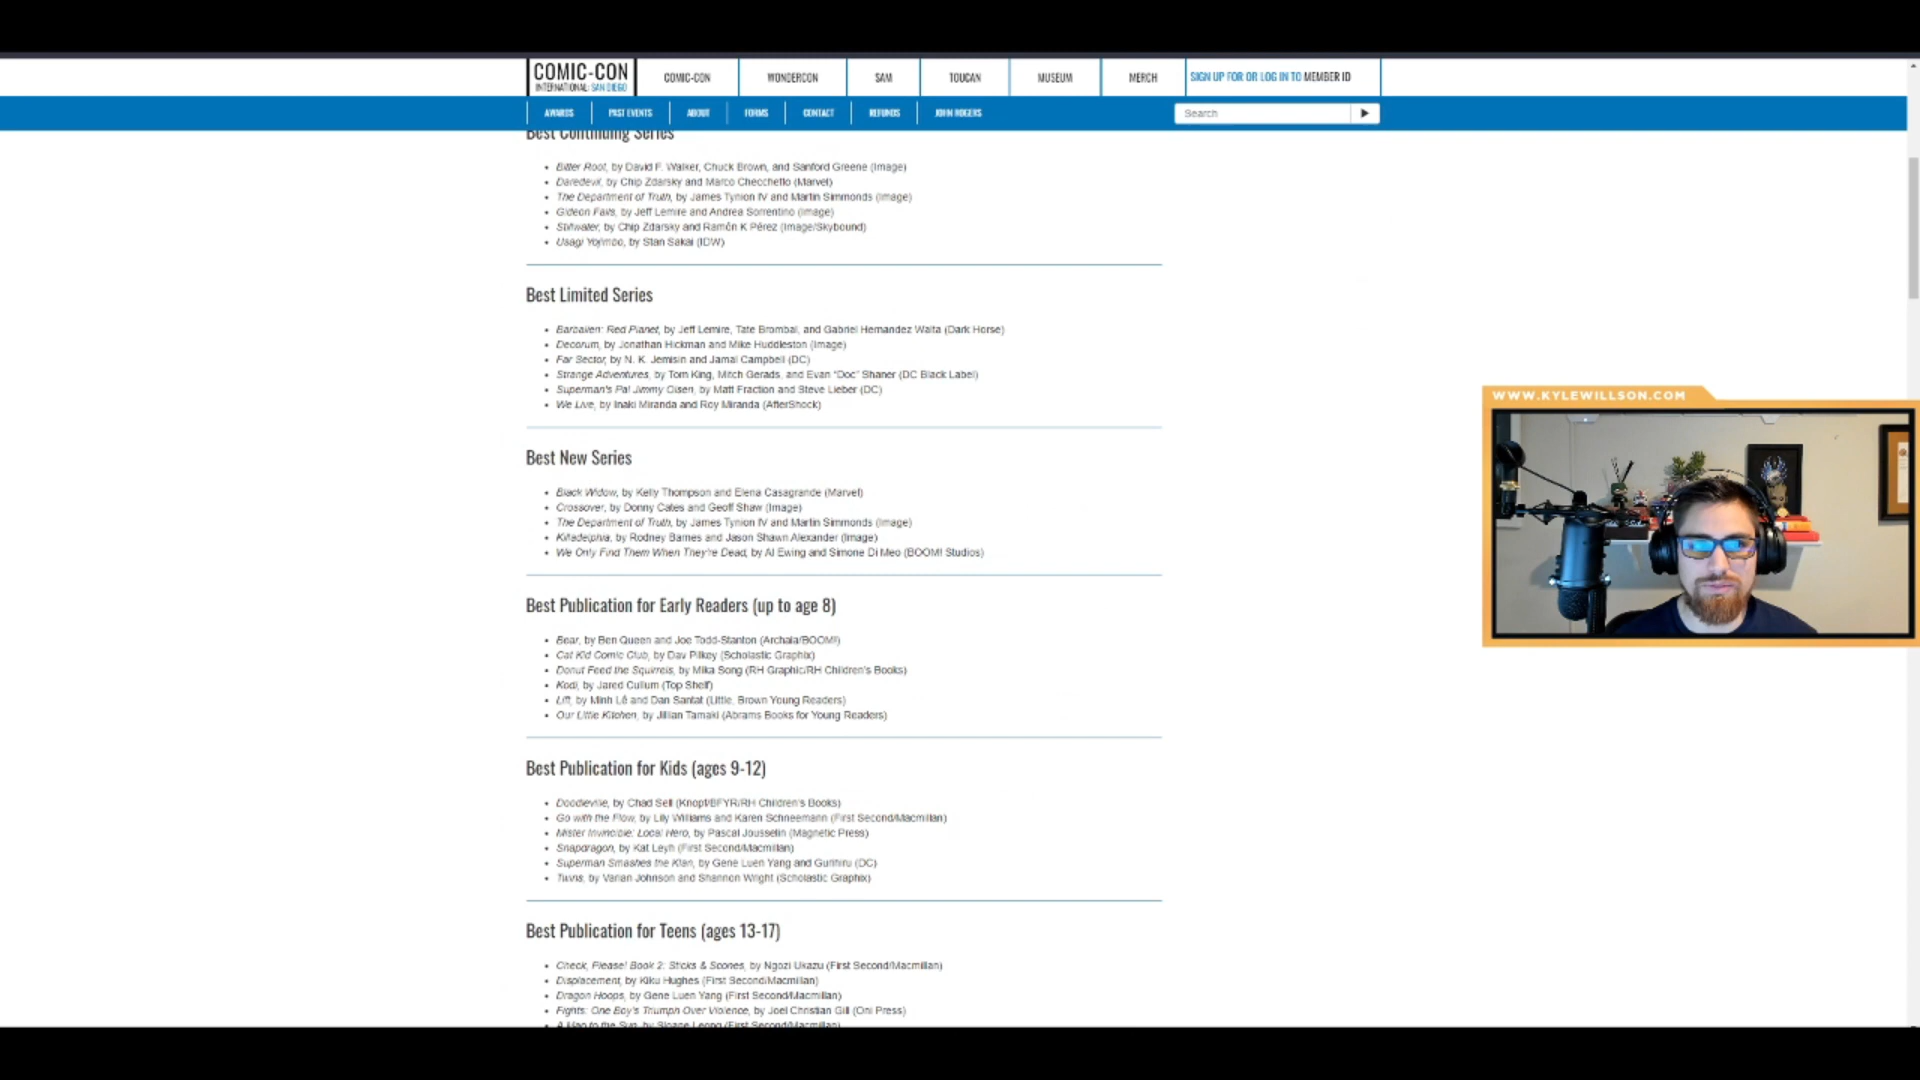 COMIC-CON
INTERNATIONAL: SAN DIEGO
COMIC-CON
WONDERCON
SAM
TOUCAN
MUSEUM
MERCH
SIGN UP FOR OR LOG IN TO MEMBER ID
AWARDS
PAST EVENTS
ABOUT
FORMS
CONTACT
REFUNDS
JOHN ROGERS
Search
Best Continuing Series
• Bitter Root, by David F. Walker, Chuck Brown, and Sanford Greene (Image)
• Daredevil, by Chip Zdarsky and Marco Checchetto (Marvel)
• The Department of Truth, by James Tynion IV and Martin Simmonds (Image)
• Gideon Falls, by Jeff Lemire and Andrea Sorrentino (Image)
• Stillwater, by Chip Zdarsky and Ramón K Pérez (Image/Skybound)
• Usagi Yojimbo, by Stan Sakai (IDW)
Best Limited Series
• Barbalien: Red Planet, by Jeff Lemire, Tate Brombal, and Gabriel Hernandez Walta (Dark Horse)
• Decorum, by Jonathan Hickman and Mike Huddleston (Image)
• Far Sector, by N. K. Jemisin and Jamal Campbell (DC)
• Strange Adventures, by Tom King, Mitch Gerads, and Evan "Doc" Shaner (DC Black Label)
• Superman's Pal Jimmy Olsen, by Matt Fraction and Steve Lieber (DC)
• We Live, by Inaki Miranda and Roy Miranda (AfterShock)
Best New Series
• Black Widow, by Kelly Thompson and Elena Casagrande (Marvel)
• Crossover, by Donny Cates and Geoff Shaw (Image)
• The Department of Truth, by James Tynion IV and Martin Simmonds (Image)
• Killadelphia, by Rodney Barnes and Jason Shawn Alexander (Image)
• We Only Find Them When They're Dead, by Al Ewing and Simone Di Meo (BOOM! Studios)
Best Publication for Early Readers (up to age 8)
• Bear, by Ben Queen and Joe Todd-Stanton (Archaia/BOOM!)
• Cat Kid Comic Club, by Dav Pilkey (Scholastic Graphix)
• Donut Feed the Squirrels, by Mika Song (RH Graphic/RH Children's Books)
• Kodi, by Jared Cullum (Top Shelf)
• Lift, by Minh Lê and Dan Santat (Little, Brown Young Readers)
• Our Little Kitchen, by Jillian Tamaki (Abrams Books for Young Readers)
Best Publication for Kids (ages 9-12)
• Doodleville, by Chad Sell (Knopf/BFYR/RH Children's Books)
• Go with the Flow, by Lily Williams and Karen Schneemann (First Second/Macmillan)
• Mister Invincible: Local Hero, by Pascal Jousselin (Magnetic Press)
• Snapdragon, by Kat Leyh (First Second/Macmillan)
• Superman Smashes the Klan, by Gene Luen Yang and Gurihiru (DC)
• Twins, by Varian Johnson and Shannon Wright (Scholastic Graphix)
Best Publication for Teens (ages 13-17)
• Check, Please! Book 2: Sticks & Scones, by Ngozi Ukazu (First Second/Macmillan)
• Displacement, by Kiku Hughes (First Second/Macmillan)
• Dragon Hoops, by Gene Luen Yang (First Second/Macmillan)
• Fights: One Boy's Triumph Over Violence, by Joel Christian Gill (Oni Press)
• A Map to the Sun, by Sloane Leong (First Second/Macmillan)
WWW.KYLEWILLSON.COM